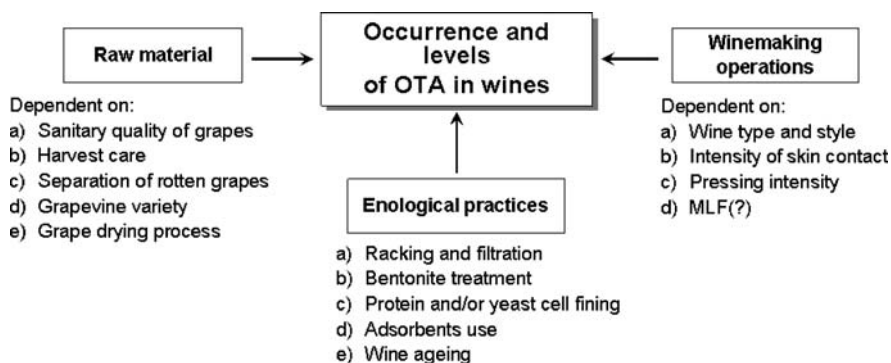 Raw material
Dependent on:
a) Sanitary quality of grapes
b) Harvest care
c) Separation of rotten grapes
d) Grapevine variety
e) Grape drying process
Occurrence and
levels
of OTA in wines
Enological practices
a) Racking and filtration
b) Bentonite treatment
c) Protein and/or yeast cell fining
d) Adsorbents use
e) Wine ageing
Winemaking
operations
Dependent on:
a) Wine type and style
b) Intensity of skin contact
c) Pressing intensity
d) MLF(?)